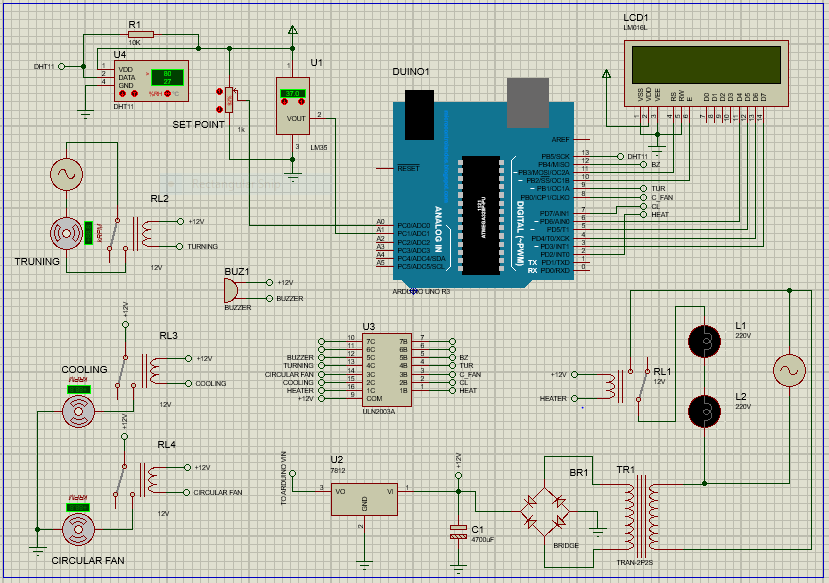 R1
10K
U4
DHT11
1
2
4
VDD
DATA
GND
>
80
27
%RH
°C
DHT11
SET POINT
1k
U1
1
37.0
VOUT
2
3
LM35
DUINO1
RESET
AREF
PB5/SCK
PB4/MISO
PB3/MOSI/OC2A
PB2/SS/OC1B
PB1/OC1A
PB0/ICP1/CLKO
PD7/AIN1
PD6/AIN0
PD5/T1
PD4/T0/XCK
PD3/INT1
PD2/INT0
PD1/TXD
PD0/RXD
13
12
11
10
9
8
7
6
5
4
3
2
1
0
TX
RX
DIGITAL (~PWM)
ANALOG IN
A0
A1
A2
A3
A4
A5
PC0/ADC0
PC1/ADC1
PC2/ADC2
PC3/ADC3
PC4/ADC4/SDA
PC5/ADC5/SCL
ARDUINO UNO R3
DHT11
BZ
TUR
C_FAN
CL
HEAT
LCD1
LM016L
VSS
VDD
VEE
RS
RW
E
D0
D1
D2
D3
D4
D5
D6
D7
1
2
3
4
5
6
7
8
9
10
11
12
13
14
RL2
+12V
TURNING
12V
TRUNING
BUZ1
+12V
BUZZER
BUZZER
+12V
RL3
+12V
COOLING
12V
COOLING
+12V
RL4
+12V
CIRCULAR FAN
12V
CIRCULAR FAN
U3
10
11
12
13
14
15
16
9
7C
6C
5C
4C
3C
2C
1C
COM
7B
6B
5B
4B
3B
2B
1B
7
6
5
4
3
2
1
BUZZER
TURNING
CIRCULAR FAN
COOLING
HEATER
+12V
BZ
TUR
C_FAN
CL
HEAT
ULN2003A
U2
7812
TO ARDUINO VIN
3
VO
VI
1
GND
2
+12V
C1
4700uF
BR1
BRIDGE
TR1
TRAN-2P2S
+12V
HEATER
RL1
12V
L1
220V
L2
220V